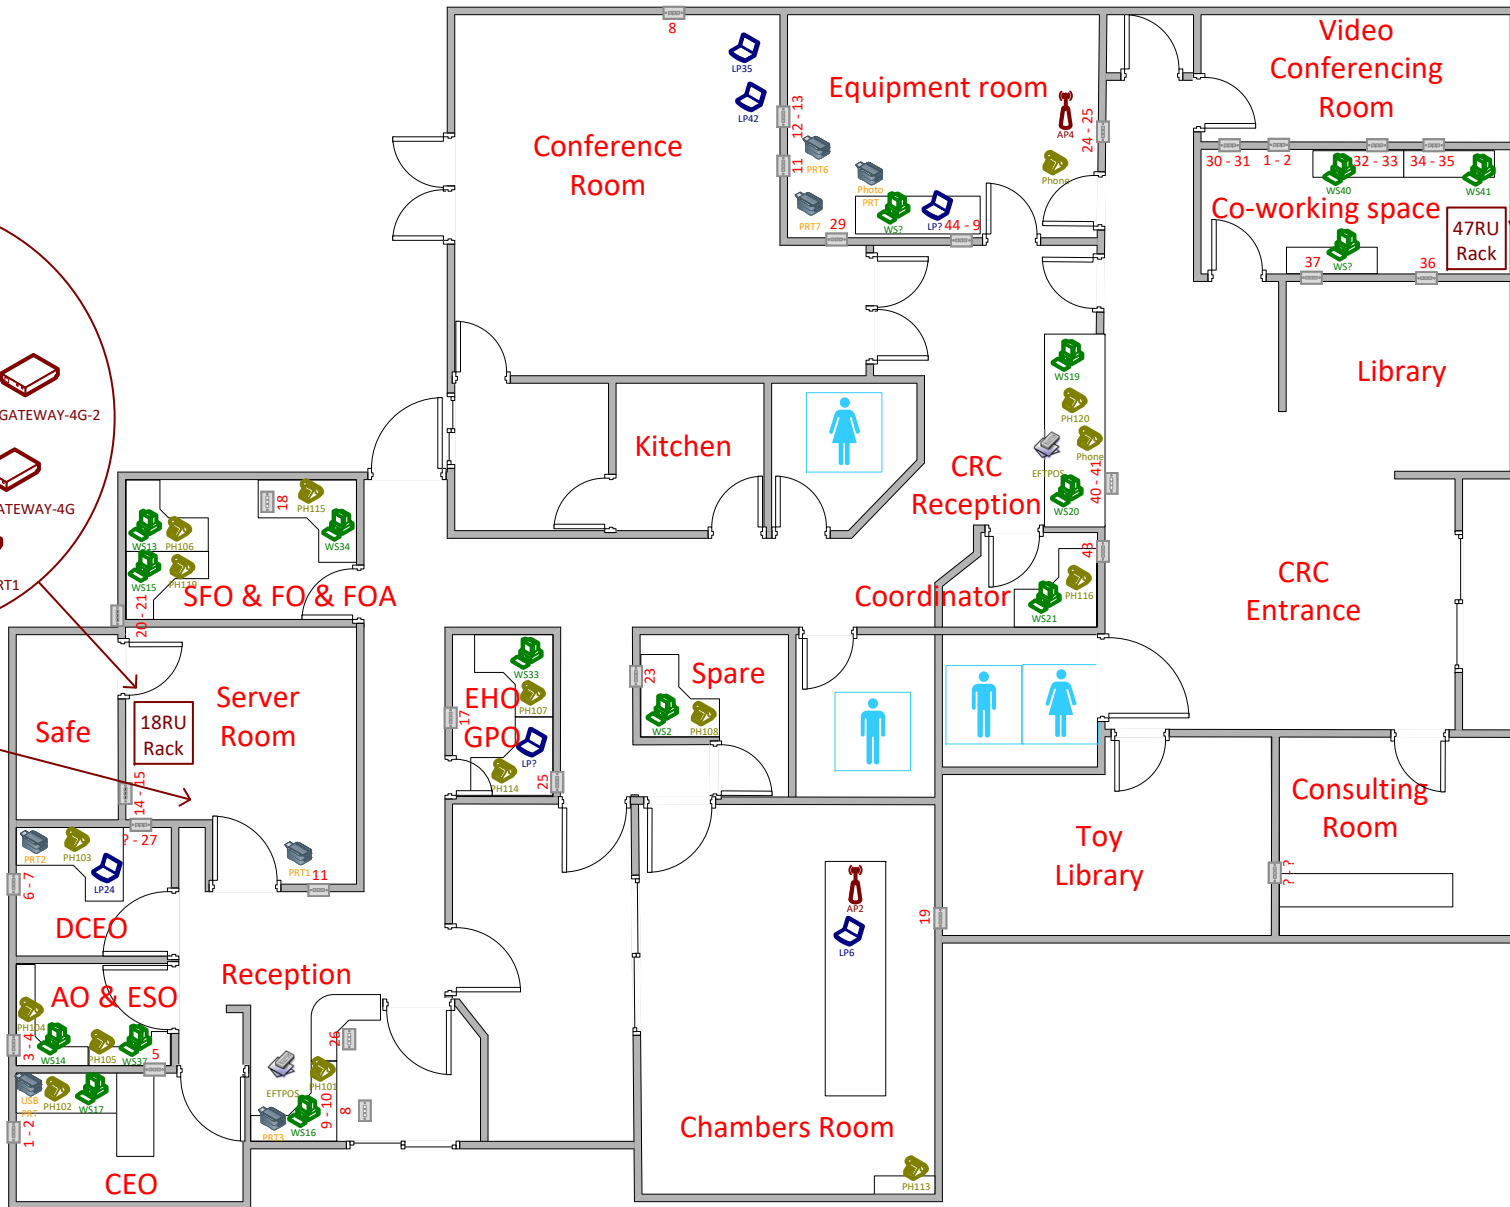 8
LP35
LP42
12 - 13
11
Conference
Room
Equipment room
AP4
24 - 25
PRT6
Photo
PRT
Phone
PRT7
29
WS?
LP?
44 - 9
Video
Conferencing
Room
30 - 31
1 - 2
32 - 33
34 - 35
WS40
WS41
Co-working space
47RU
Rack
WS?
37
36
Library
GATEWAY-4G-2
ATEWAY-4G
RT1
Kitchen
WS19
PH120
Phone
EFTPOS
WS20
40 - 41
CRC
Reception
18
PH115
WS13
PH106
WS34
WS15
PH119
SFO & FO & FOA
20 - 21
43
Coordinator
PH116
WS21
CRC
Entrance
Safe
Server
Room
18RU
Rack
14 - 15
? - 27
WS33
EHO
PH107
17
GPO
LP?
PH114
25
23
Spare
WS2
PH108
PRT2
PH103
LP24
6 - 7
DCEO
PRT1
11
Toy
Library
Consulting
Room
? - ?
AP2
LP6
19
Reception
AO & ESO
PH104
3 - 4
WS14
PH105
WS37
5
26
EFTPOS
PH101
9 - 10
8
PRT3
WS16
USB
PRT
PH102
WS17
1 - 2
CEO
Chambers Room
PH113